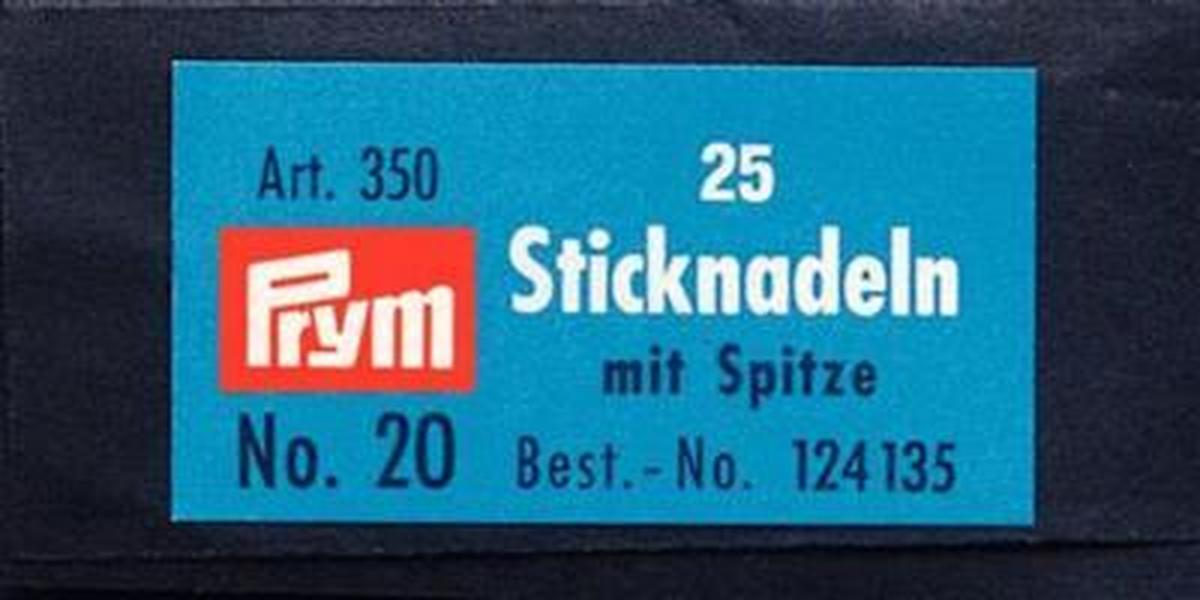 Art. 350
Prym
No. 20
25
Sticknadeln
mit Spitze
Best.-No. 124135